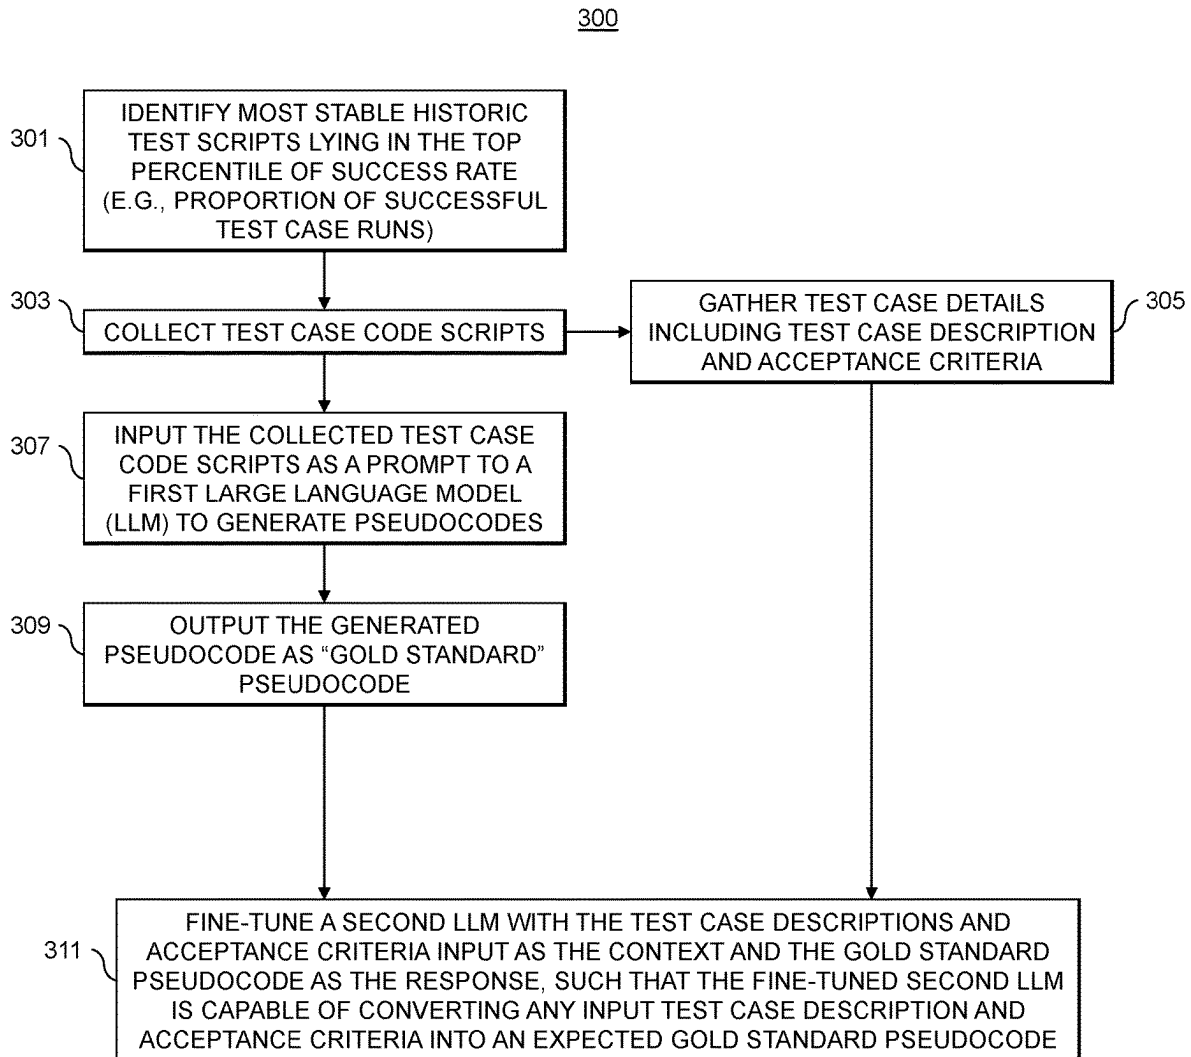 300
301
IDENTIFY MOST STABLE HISTORIC
TEST SCRIPTS LYING IN THE TOP
PERCENTILE OF SUCCESS RATE
(E.G., PROPORTION OF SUCCESSFUL
TEST CASE RUNS)
303
COLLECT TEST CASE CODE SCRIPTS
GATHER TEST CASE DETAILS
INCLUDING TEST CASE DESCRIPTION
AND ACCEPTANCE CRITERIA
305
307
INPUT THE COLLECTED TEST CASE
CODE SCRIPTS AS A PROMPT TO A
FIRST LARGE LANGUAGE MODEL
(LLM) TO GENERATE PSEUDOCODES
309
OUTPUT THE GENERATED
PSEUDOCODE AS “GOLD STANDARD”
PSEUDOCODE
311
FINE-TUNE A SECOND LLM WITH THE TEST CASE DESCRIPTIONS AND
ACCEPTANCE CRITERIA INPUT AS THE CONTEXT AND THE GOLD STANDARD
PSEUDOCODE AS THE RESPONSE, SUCH THAT THE FINE-TUNED SECOND LLM
IS CAPABLE OF CONVERTING ANY INPUT TEST CASE DESCRIPTION AND
ACCEPTANCE CRITERIA INTO AN EXPECTED GOLD STANDARD PSEUDOCODE